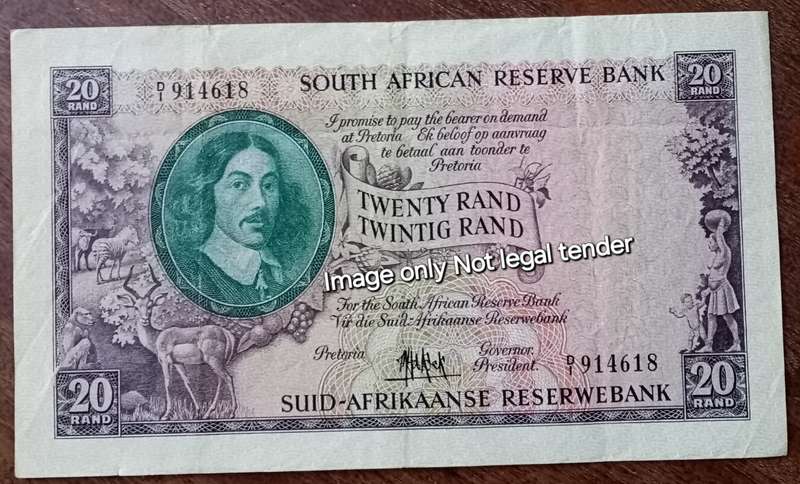 20
RAND
D/1 914618
SOUTH AFRICAN RESERVE BANK
20
RAND
I promise to pay the bearer on demand
at Pretoria Ek beloof op aanvraag
te betaal aan toonder te
Pretoria
TWENTY RAND
TWINTIG RAND
Image only Not legal tender
For the South African Reserve Bank
Vir die Suid-Afrikaanse Reserwebank
Pretoria
Governor.
President.
D/1 914618
20
RAND
SUID-AFRIKAANSE RESERWEBANK
20
RAND